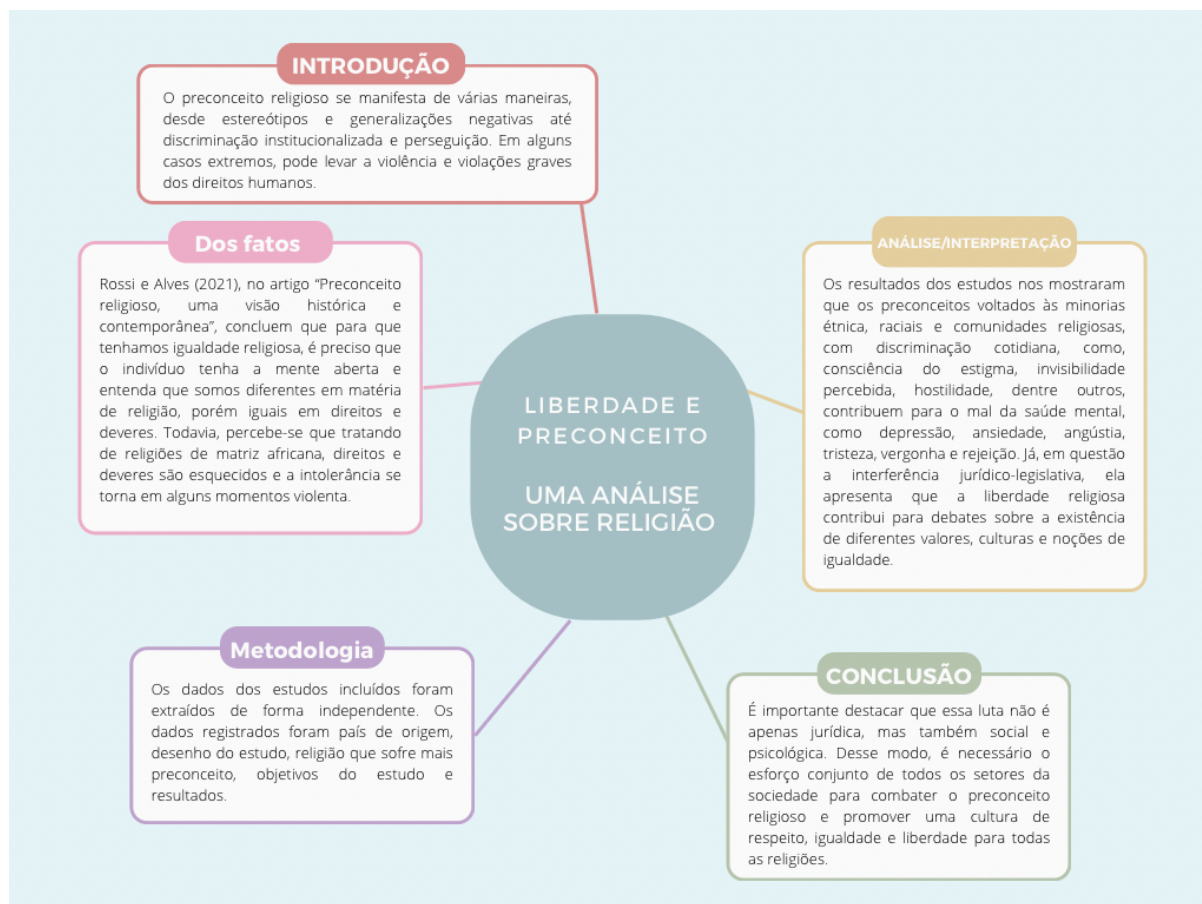 INTRODUÇÃO
O preconceito religioso se manifesta de várias maneiras,
desde estereótipos e generalizações negativas até
discriminação institucionalizada e perseguição. Em alguns
casos extremos, pode levar a violência e violações graves
dos direitos humanos.
Dos fatos
Rossi e Alves (2021), no artigo “Preconceito
religioso, uma visão histórica e
contemporânea”, concluem que para que
tenhamos igualdade religiosa, é preciso que
o indivíduo tenha a mente aberta e
entenda que somos diferentes em matéria
de religião, porém iguais em direitos e
deveres. Todavia, percebe-se que tratando
de religiões de matriz africana, direitos e
deveres são esquecidos e a intolerância se
torna em alguns momentos violenta.
ANÁLISE/INTERPRETAÇÃO
Os resultados dos estudos nos mostraram
que os preconceitos voltados às minorias
étnica, raciais e comunidades religiosas,
com discriminação cotidiana, como,
consciência do estigma, invisibilidade
percebida, hostilidade, dentre outros,
contribuem para o mal da saúde mental,
como depressão, ansiedade, angústia,
tristeza, vergonha e rejeição. Já, em questão
a interferência jurídico-legislativa, ela
apresenta que a liberdade religiosa
contribui para debates sobre a existência
de diferentes valores, culturas e noções de
igualdade.
LIBERDADE E
PRECONCEITO
UMA ANÁLISE
SOBRE RELIGIÃO
Metodologia
Os dados dos estudos incluídos foram
extraídos de forma independente. Os
dados registrados foram país de origem,
desenho do estudo, religião que sofre mais
preconceito, objetivos do estudo e
resultados.
CONCLUSÃO
É importante destacar que essa luta não é
apenas jurídica, mas também social e
psicológica. Desse modo, é necessário o
esforço conjunto de todos os setores da
sociedade para combater o preconceito
religioso e promover uma cultura de
respeito, igualdade e liberdade para todas
as religiões.